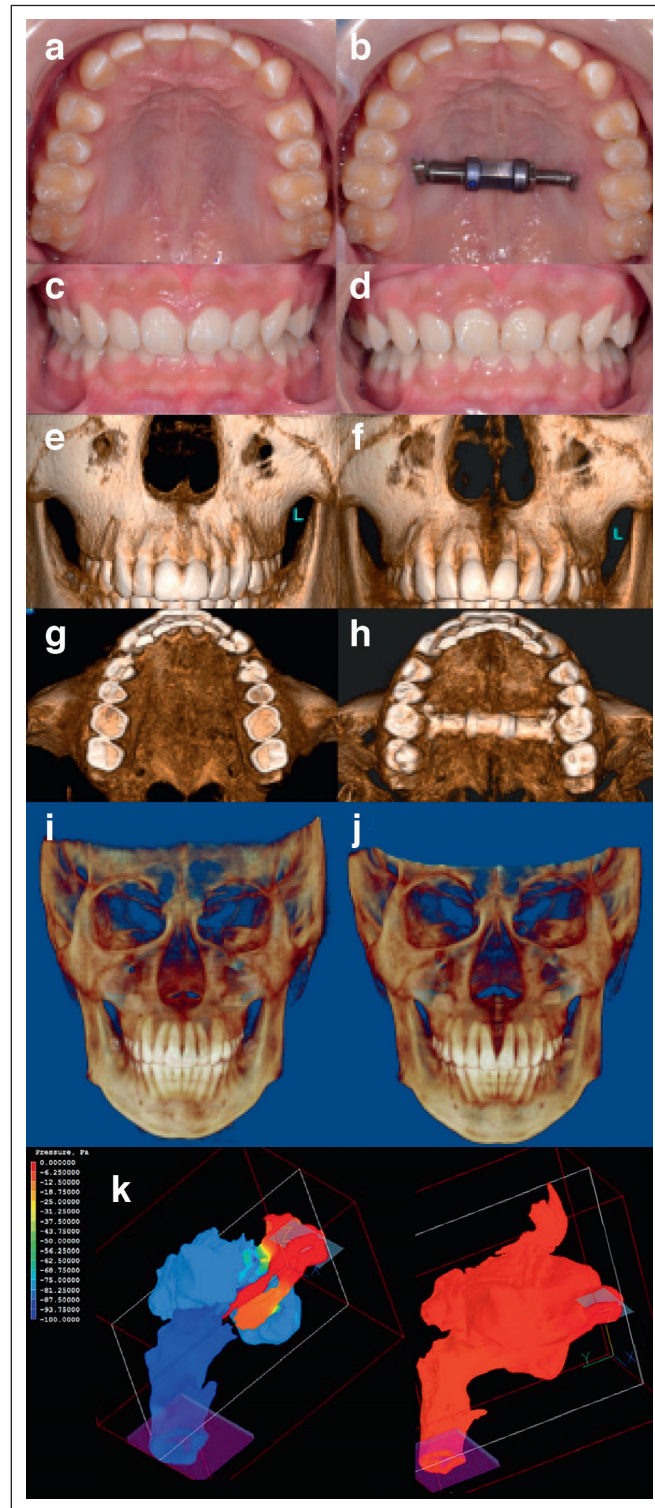 a
b
c
d
e
f
L
L
g
h
i
j
k
Pressure, Pa
0.000000
-6.250000
-12.50000
-18.75000
-25.00000
-31.25000
-37.50000
-43.75000
-50.00000
-56.25000
-62.50000
-68.75000
-75.00000
-81.25000
-87.50000
-93.75000
-100.0000
X
Y
X